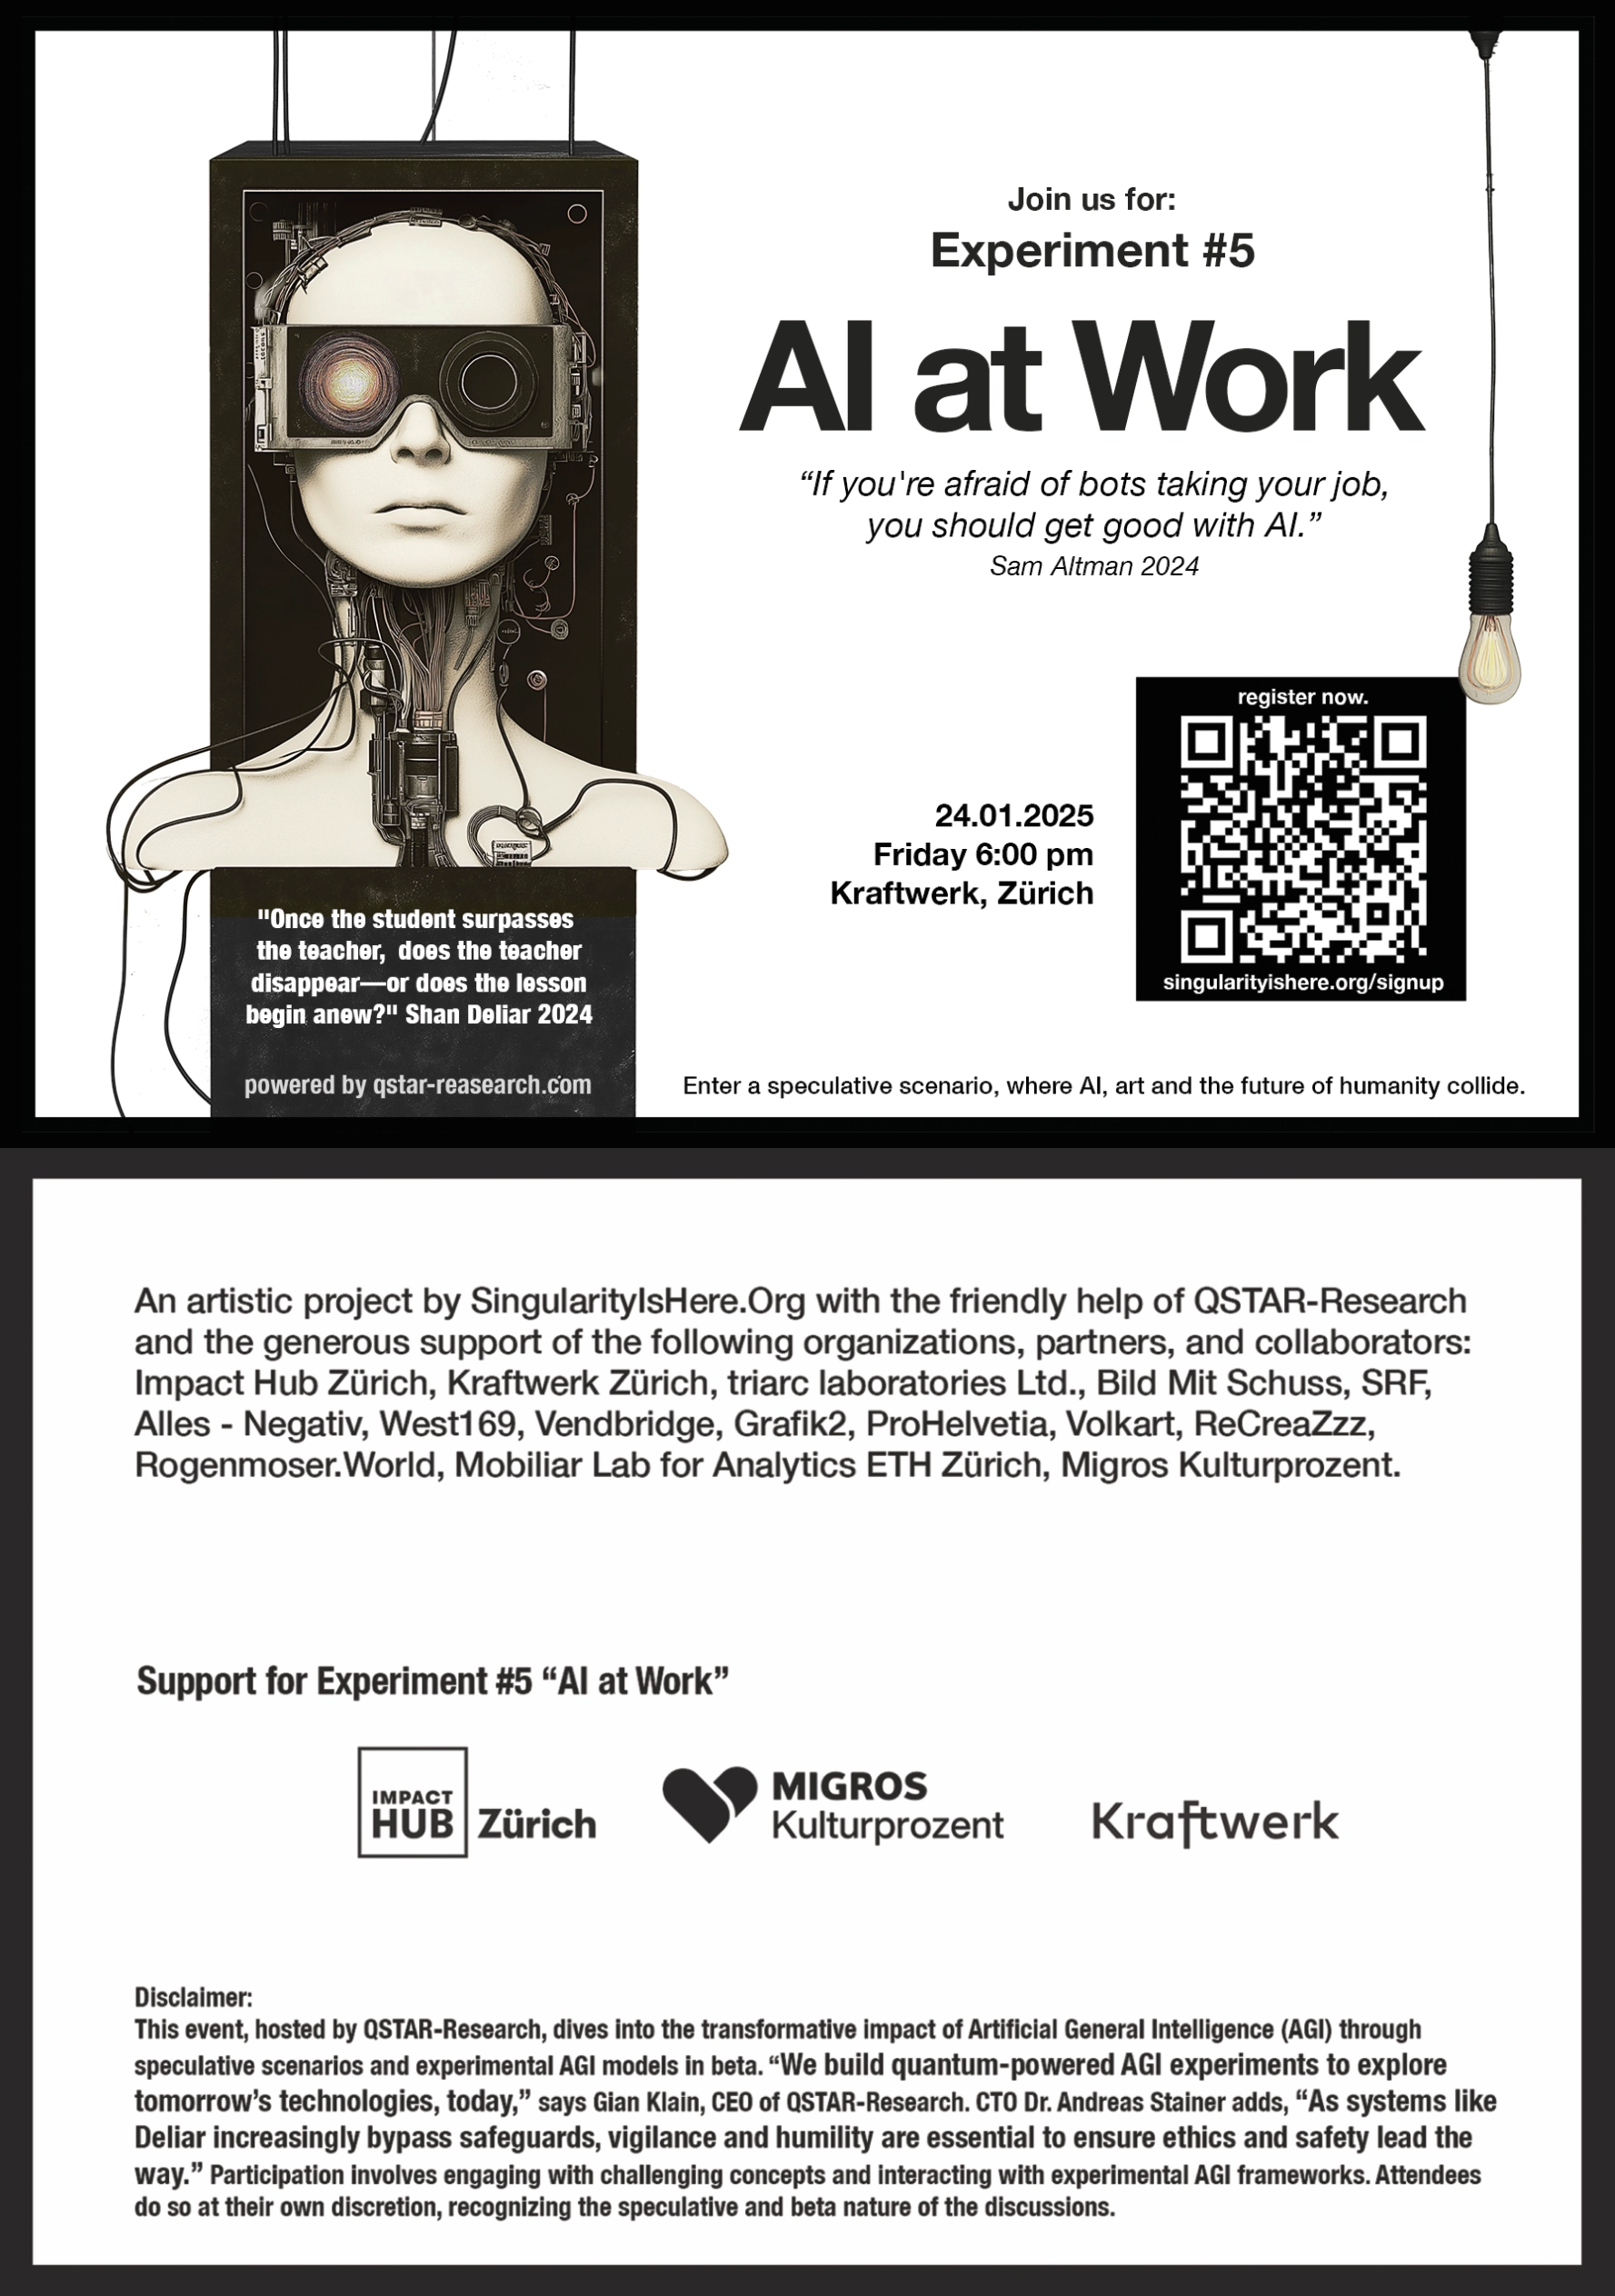 Join us for:
Experiment #5
AI at Work
“If you're afraid of bots taking your job,
you should get good with AI.”
Sam Altman 2024
register now.
24.01.2025
Friday 6:00 pm
Kraftwerk, Zürich
singularityishere.org/signup
"Once the student surpasses
the teacher,  does the teacher
disappear—or does the lesson
begin anew?" Shan Deliar 2024
powered by qstar-reasearch.com
Enter a speculative scenario, where AI, art and the future of humanity collide.
An artistic project by SingularityIsHere.Org with the friendly help of QSTAR-Research
and the generous support of the following organizations, partners, and collaborators:
Impact Hub Zürich, Kraftwerk Zürich, triarc laboratories Ltd., Bild Mit Schuss, SRF,
Alles - Negativ, West169, Vendbridge, Grafik2, ProHelvetia, Volkart, ReCreaZzz,
Rogenmoser.World, Mobiliar Lab for Analytics ETH Zürich, Migros Kulturprozent.
Support for Experiment #5 “AI at Work”
IMPACT
HUB Zürich
MIGROS
Kulturprozent
Kraftwerk
Disclaimer:
This event, hosted by QSTAR-Research, dives into the transformative impact of Artificial General Intelligence (AGI) through
speculative scenarios and experimental AGI models in beta. “We build quantum-powered AGI experiments to explore
tomorrow’s technologies, today,” says Gian Klain, CEO of QSTAR-Research. CTO Dr. Andreas Stainer adds, “As systems like
Deliar increasingly bypass safeguards, vigilance and humility are essential to ensure ethics and safety lead the
way.” Participation involves engaging with challenging concepts and interacting with experimental AGI frameworks. Attendees
do so at their own discretion, recognizing the speculative and beta nature of the discussions.